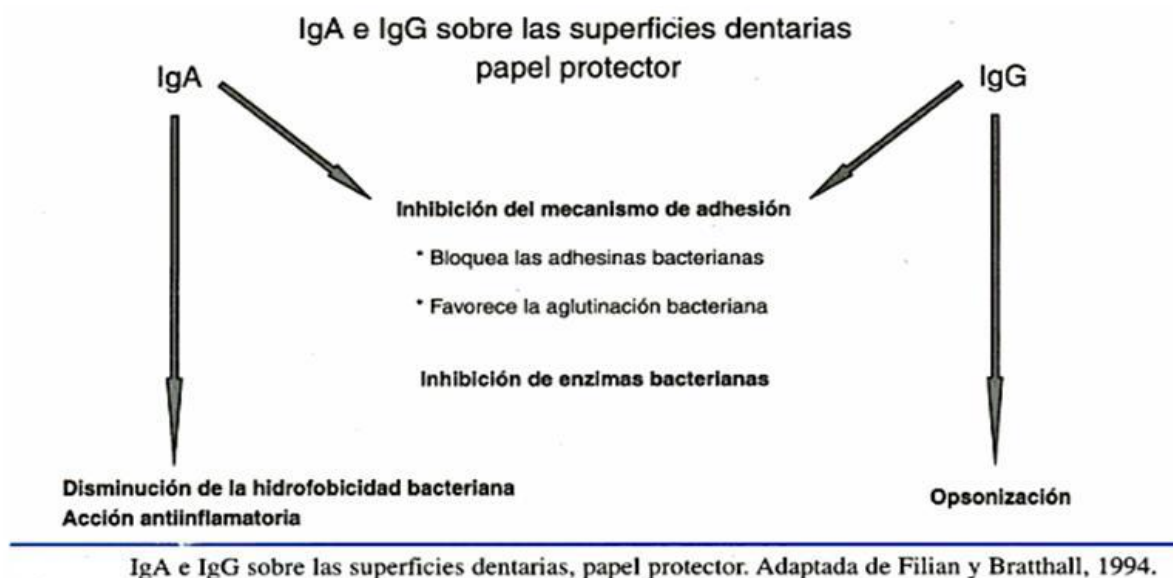 IgA e IgG sobre las superficies dentarias
papel protector
IgA
IgG
Inhibición del mecanismo de adhesión
* Bloquea las adhesinas bacterianas
* Favorece la aglutinación bacteriana
Inhibición de enzimas bacterianas
Disminución de la hidrofobicidad bacteriana
Acción antiinflamatoria
Opsonización
IgA e IgG sobre las superficies dentarias, papel protector. Adaptada de Filian y Bratthall, 1994.